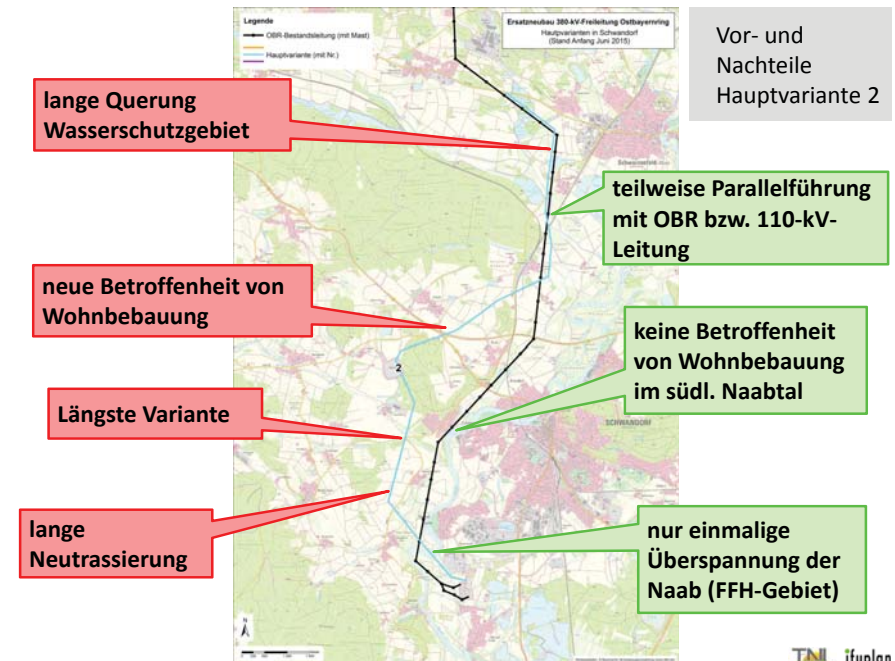 Legende
OBR-Bestandsleitung (mit Mast)
Hauptvariante (mit Nr.)
Ersatzneubau 380-kV-Freileitung Ostbayernring
Hautpvarianten in Schwandorf
(Stand Anfang Juni 2015)
Vor- und
Nachteile
Hauptvariante 2
lange Querung
Wasserschutzgebiet
teilweise Parallelführung
mit OBR bzw. 110-kV-
Leitung
neue Betroffenheit von
Wohnbebauung
2
keine Betroffenheit
von Wohnbebauung
im südl. Naabtal
Längste Variante
SCHWANDORF
lange
Neutrassierung
nur einmalige
Überspannung der
Naab (FFH-Gebiet)
N
TNL ifuplan